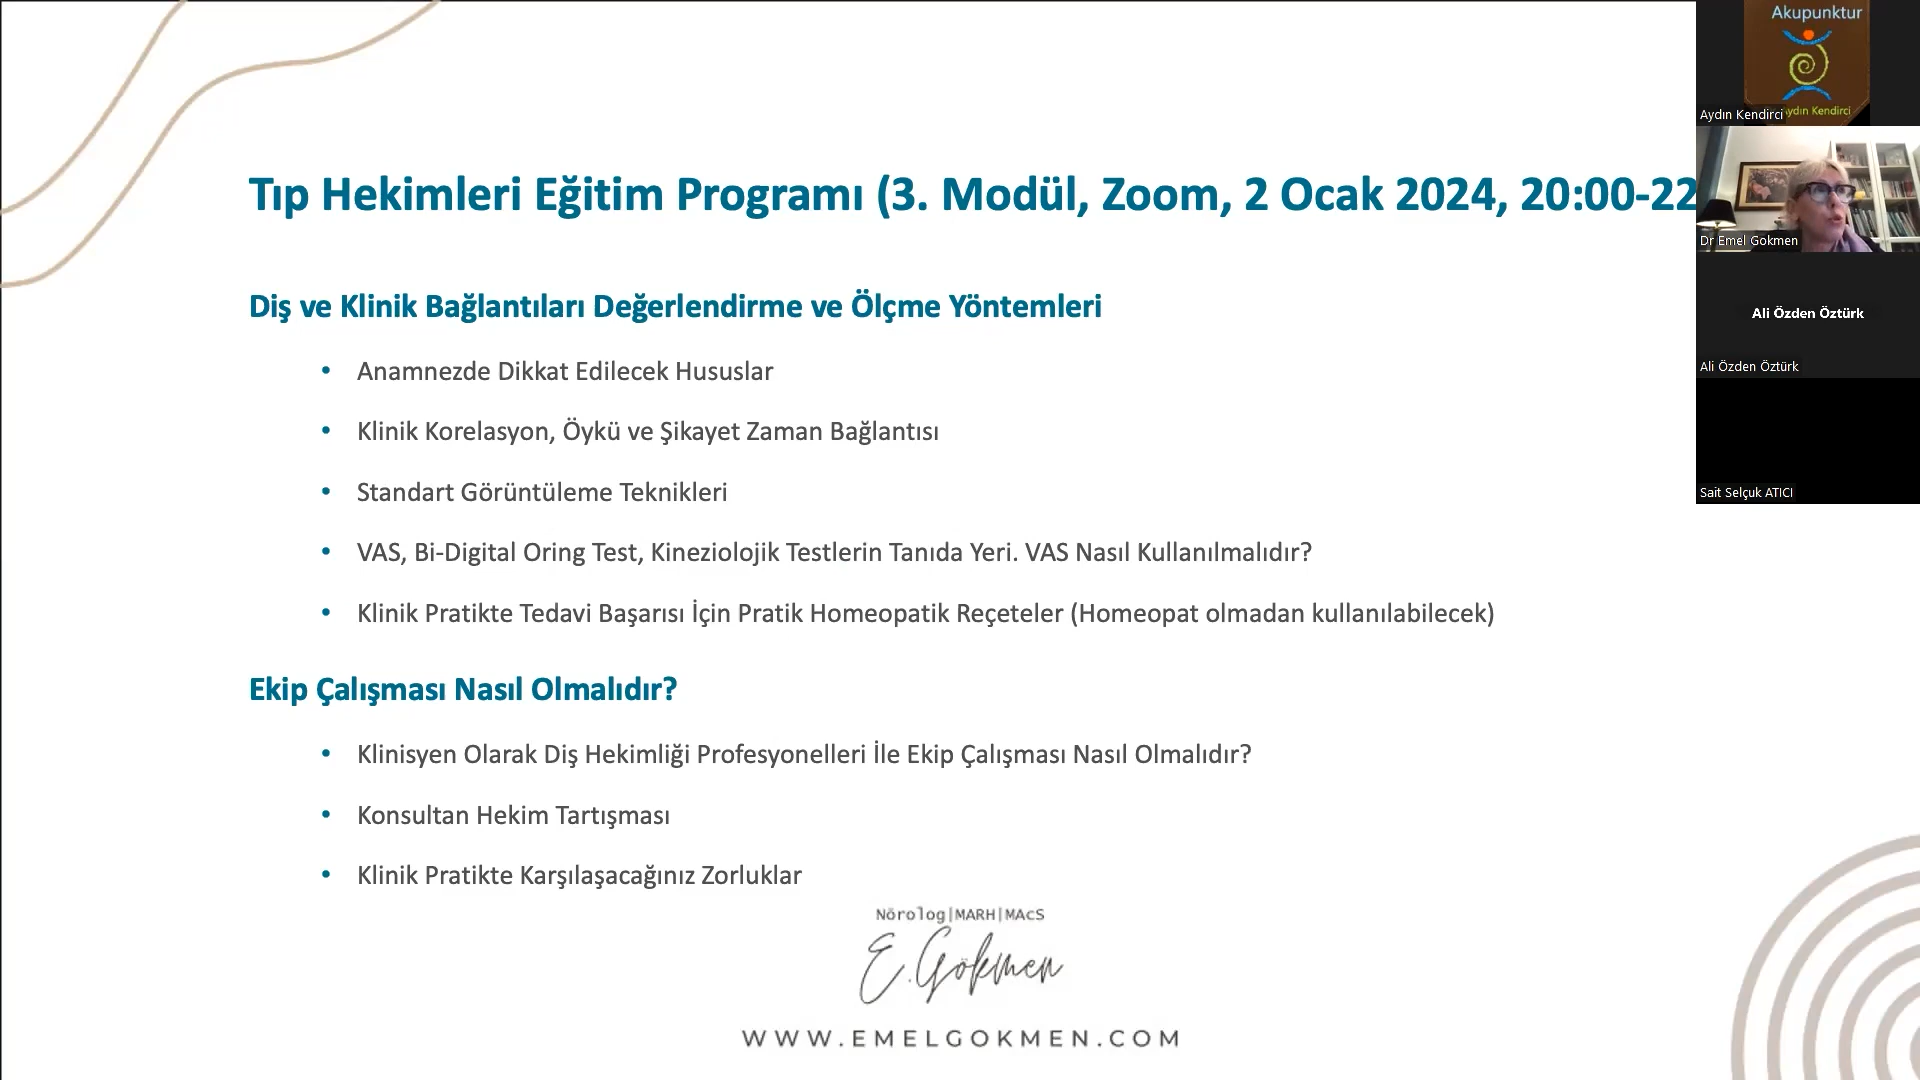 Tıp Hekimleri Eğitim Programı (3. Modül, Zoom, 2 Ocak 2024, 20:00-22
Diş ve Klinik Bağlantıları Değerlendirme ve Ölçme Yöntemleri
• Anamnezde Dikkat Edilecek Hususlar
• Klinik Korelasyon, Öykü ve Şikayet Zaman Bağlantısı
• Standart Görüntüleme Teknikleri
• VAS, Bi-Digital Oring Test, Kineziolojik Testlerin Tanıda Yeri. VAS Nasıl Kullanılmalıdır?
• Klinik Pratikte Tedavi Başarısı İçin Pratik Homeopatik Reçeteler (Homeopat olmadan kullanılabilecek)
Ekip Çalışması Nasıl Olmalıdır?
• Klinisyen Olarak Diş Hekimliği Profesyonelleri İle Ekip Çalışması Nasıl Olmalıdır?
• Konsultan Hekim Tartışması
• Klinik Pratikte Karşılaşacağınız Zorluklar
Nörolog|MARH|MAcS
E.Gökmen
WWW.EMELGOKMEN.COM
Akupunktur
ydın Kendirci
Aydın Kendirci
Dr Emel Gokmen
Ali Özden Öztürk
Ali Özden Öztürk
Sait Selçuk ATICI